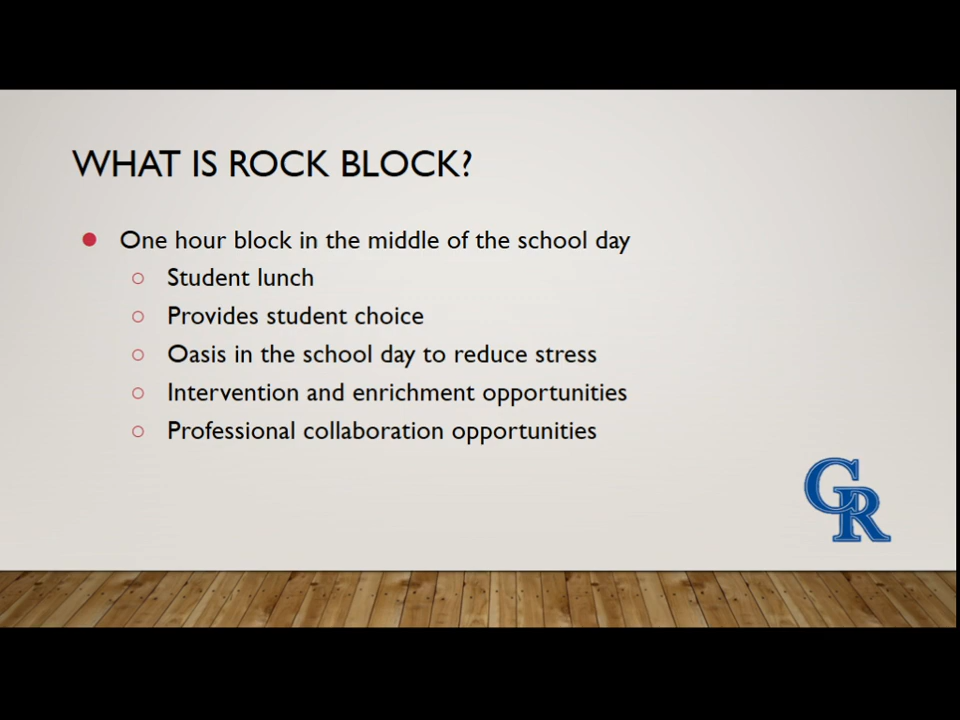 WHAT IS ROCK BLOCK?
One hour block in the middle of the school day
Student lunch
Provides student choice
Oasis in the school day to reduce stress
Intervention and enrichment opportunities
Professional collaboration opportunities
GR